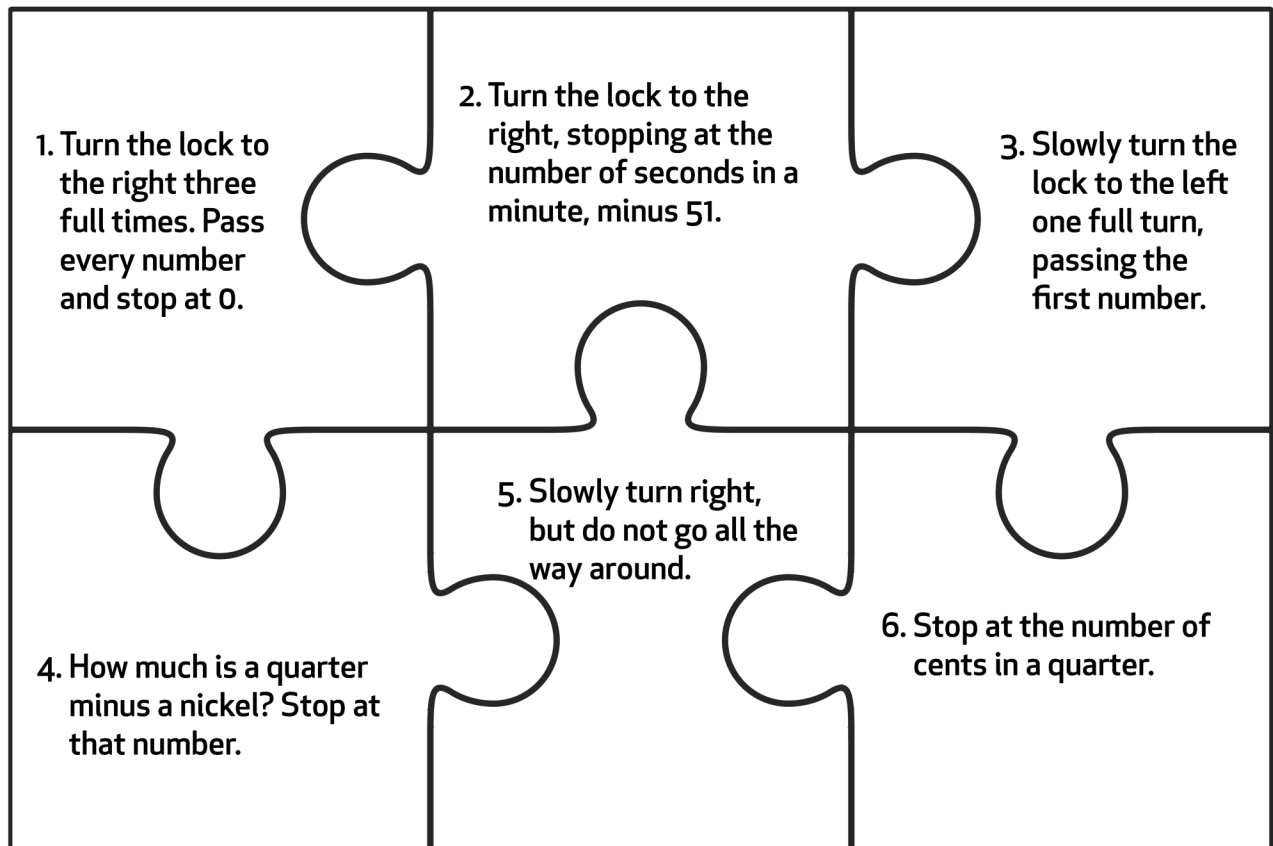 1. Turn the lock to
the right three
full times. Pass
every number
and stop at 0.
2. Turn the lock to the
right, stopping at the
number of seconds in a
minute, minus 51.
3. Slowly turn the
lock to the left
one full turn,
passing the
first number.
4. How much is a quarter
minus a nickel? Stop at
that number.
5. Slowly turn right,
but do not go all the
way around.
6. Stop at the number of
cents in a quarter.